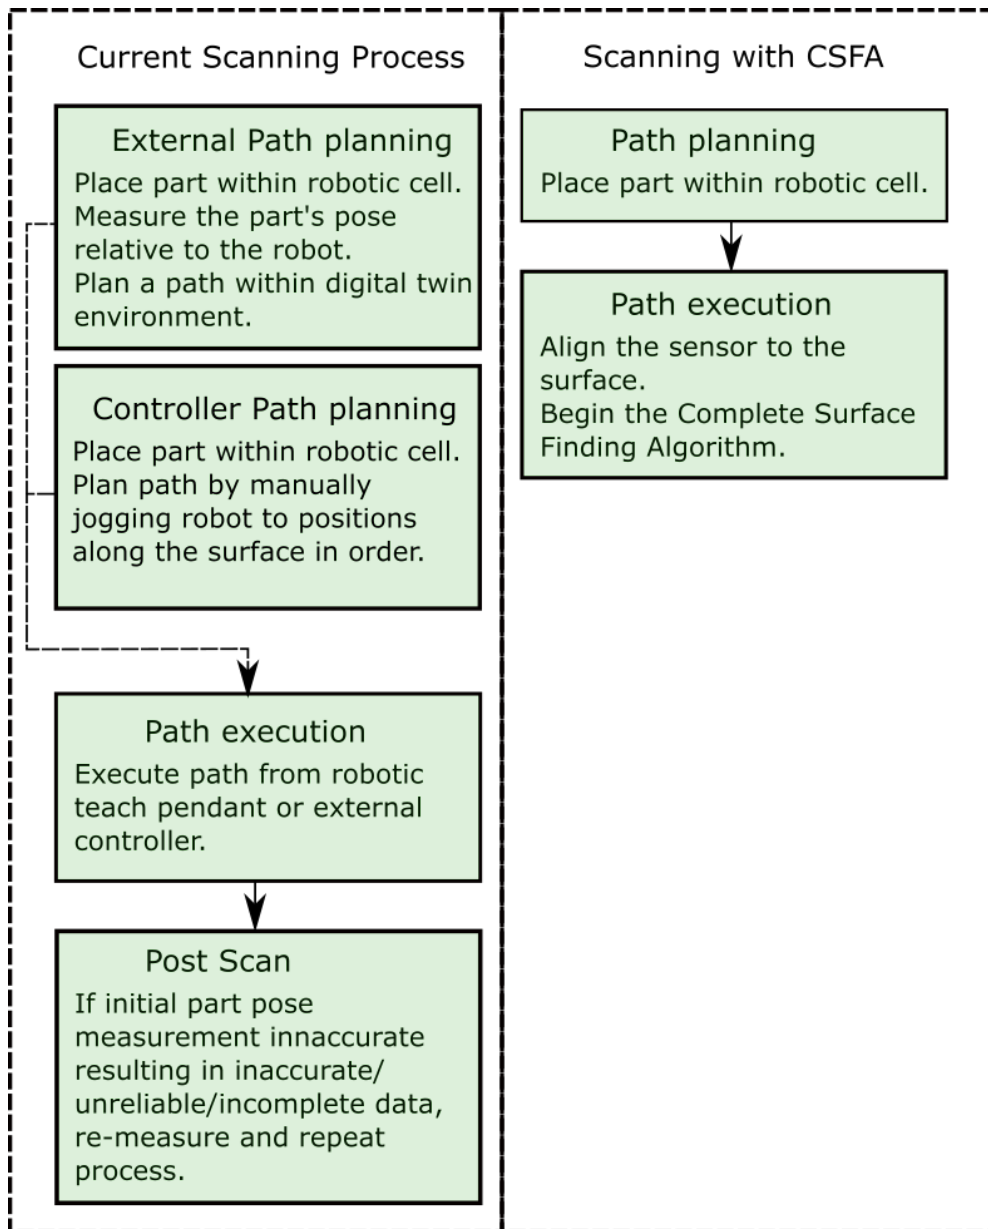 Current Scanning Process
External Path planning
Place part within robotic cell.
Measure the part's pose
relative to the robot.
Plan a path within digital twin
environment.
Controller Path planning
Place part within robotic cell.
Plan path by manually
jogging robot to positions
along the surface in order.
Path execution
Execute path from robotic
teach pendant or external
controller.
Post Scan
If initial part pose
measurement innaccurate
resulting in inaccurate/
unreliable/incomplete data,
re-measure and repeat
process.
Scanning with CSFA
Path planning
Place part within robotic cell.
Path execution
Align the sensor to the
surface.
Begin the Complete Surface
Finding Algorithm.